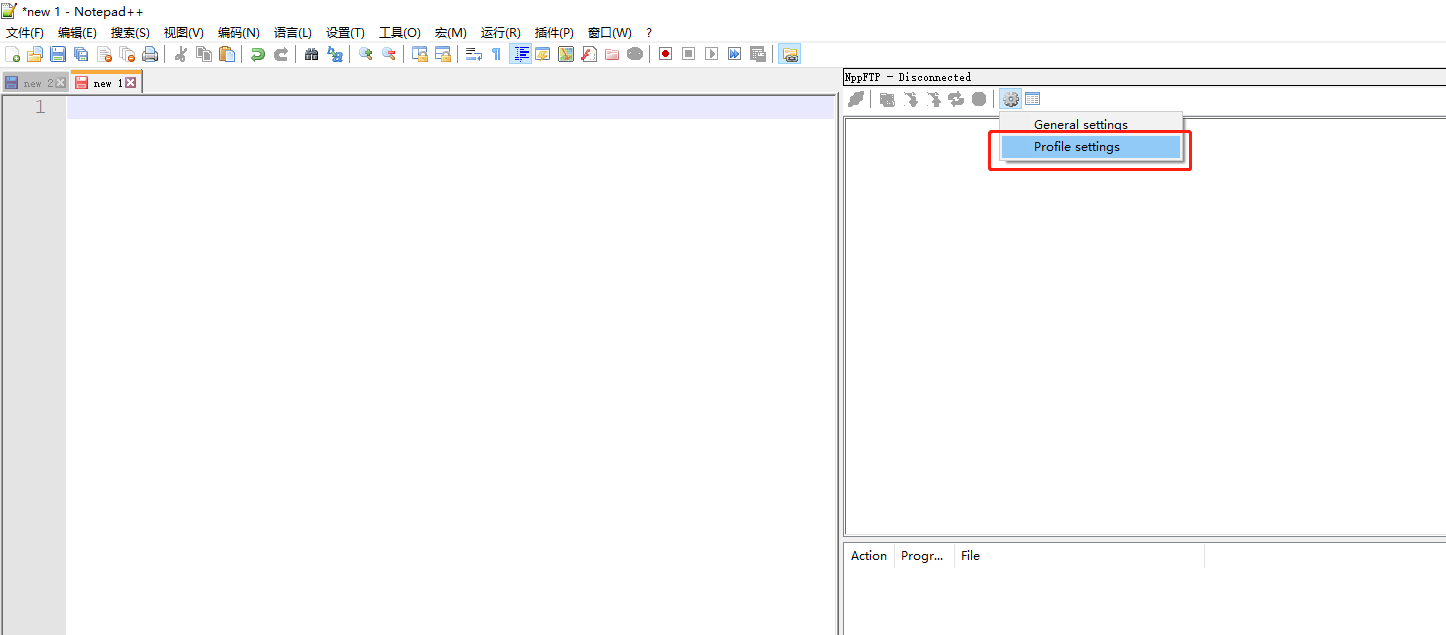 *new 1 - Notepad++
文件(F) 编辑(E) 搜索(S) 视图(V) 编码(N) 语言(L) 设置(T) 工具(O) 宏(M) 运行(R) 插件(P) 窗口(W) ?
new 2 new 1
1
NppFTP - Disconnected
General settings
Profile settings
Action Progr... File